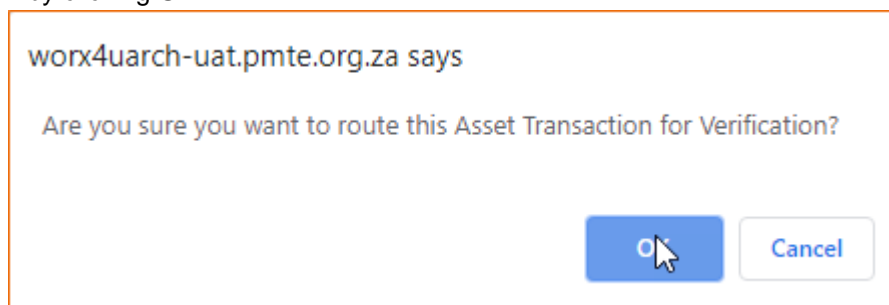 worx4uarch-uat.pmte.org.za says
Are you sure you want to route this Asset Transaction for Verification?
Cancel